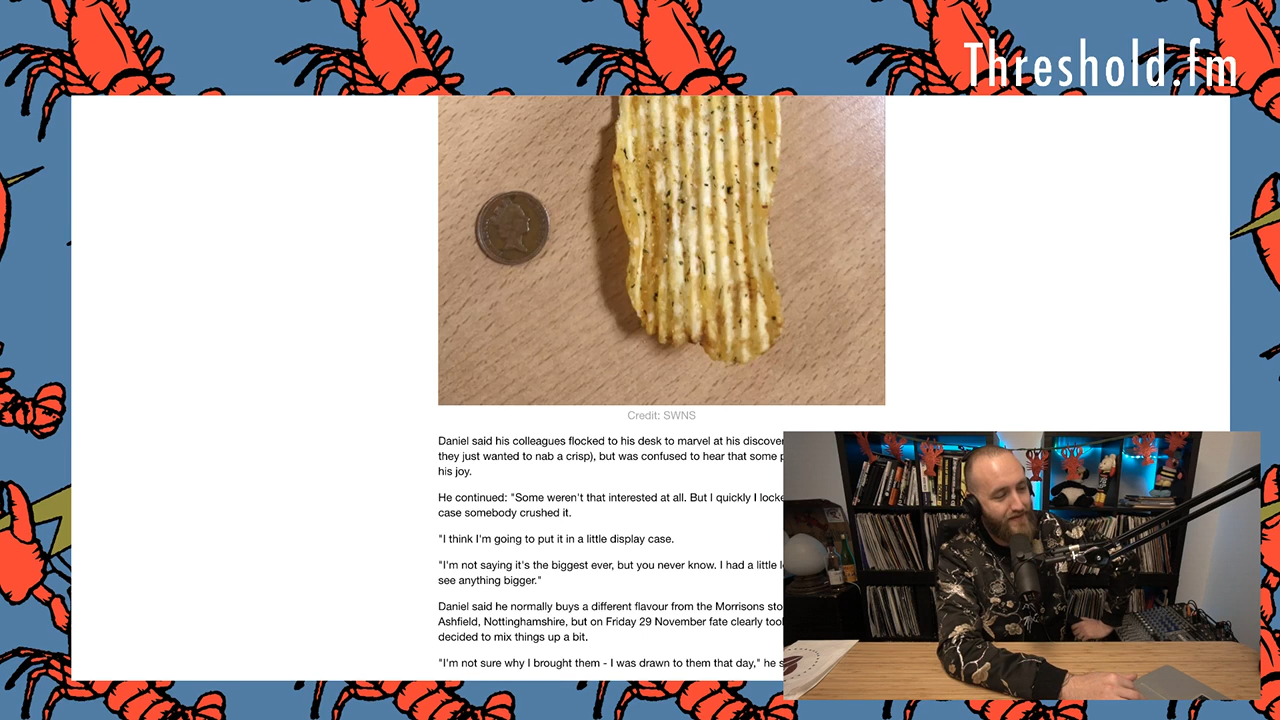 Threshold.fm
Credit: SWNS
Daniel said his colleagues flocked to his desk to marvel at his
they just wanted to nab a crisp), but was confused to hear that some
his joy.
He continued: "Some weren't that interested at all. But I quickly I
case somebody crushed it.
"I think I'm going to put it in a little display case.
"I'm not saying it's the biggest ever, but you never know. I had a little
see anything bigger."
Daniel said he normally buys a different flavour from the Morrisons
Ashfield, Nottinghamshire, but on Friday 29 November fate clearly
decided to mix things up a bit.
"I'm not sure why I brought them - I was drawn to them that day," he